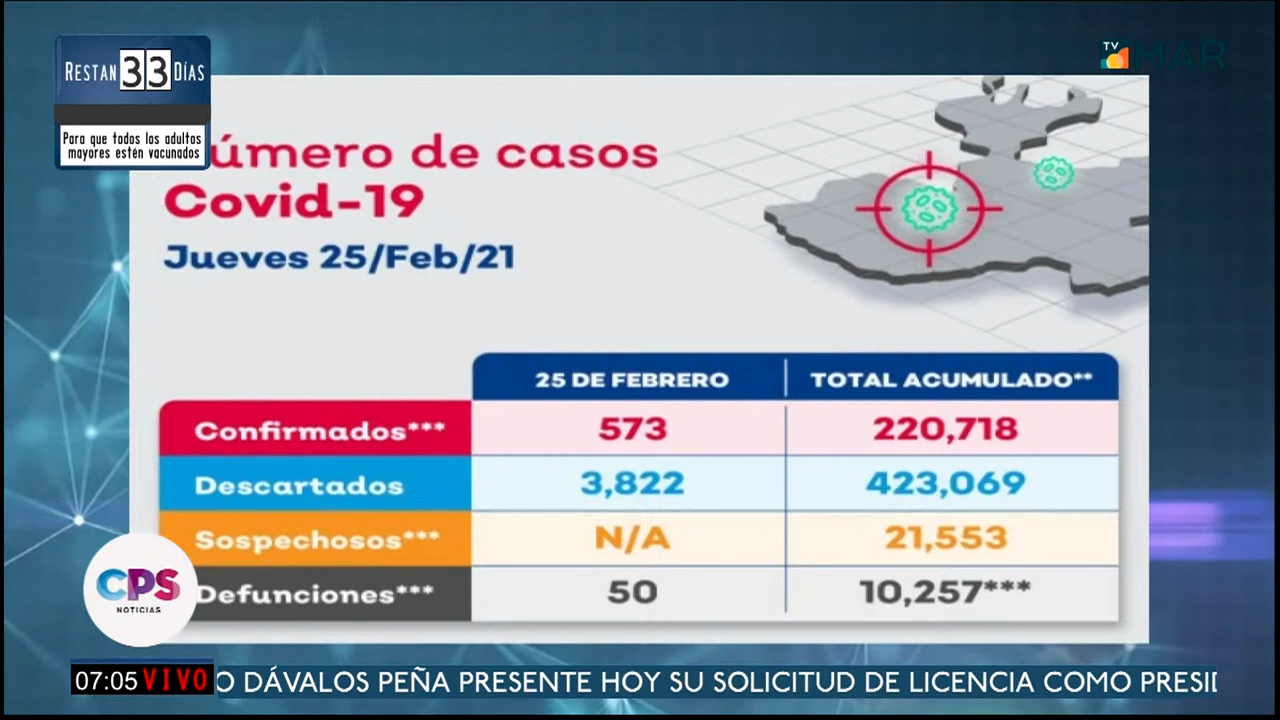 RESTAN 33 DÍAS
Para que todos los adultos
mayores estén vacunados
TV MAR
úmero de casos
Covid-19
Jueves 25/Feb/21
25 DE FEBRERO TOTAL ACUMULADO**
Confirmados*** 573 220,718
Descartados 3,822 423,069
Sospechosos*** N/A 21,553
Defunciones*** 50 10,257***
CPS
NOTICIAS
07:05 VIVO O DÁVALOS PEÑA PRESENTE HOY SU SOLICITUD DE LICENCIA COMO PRESI